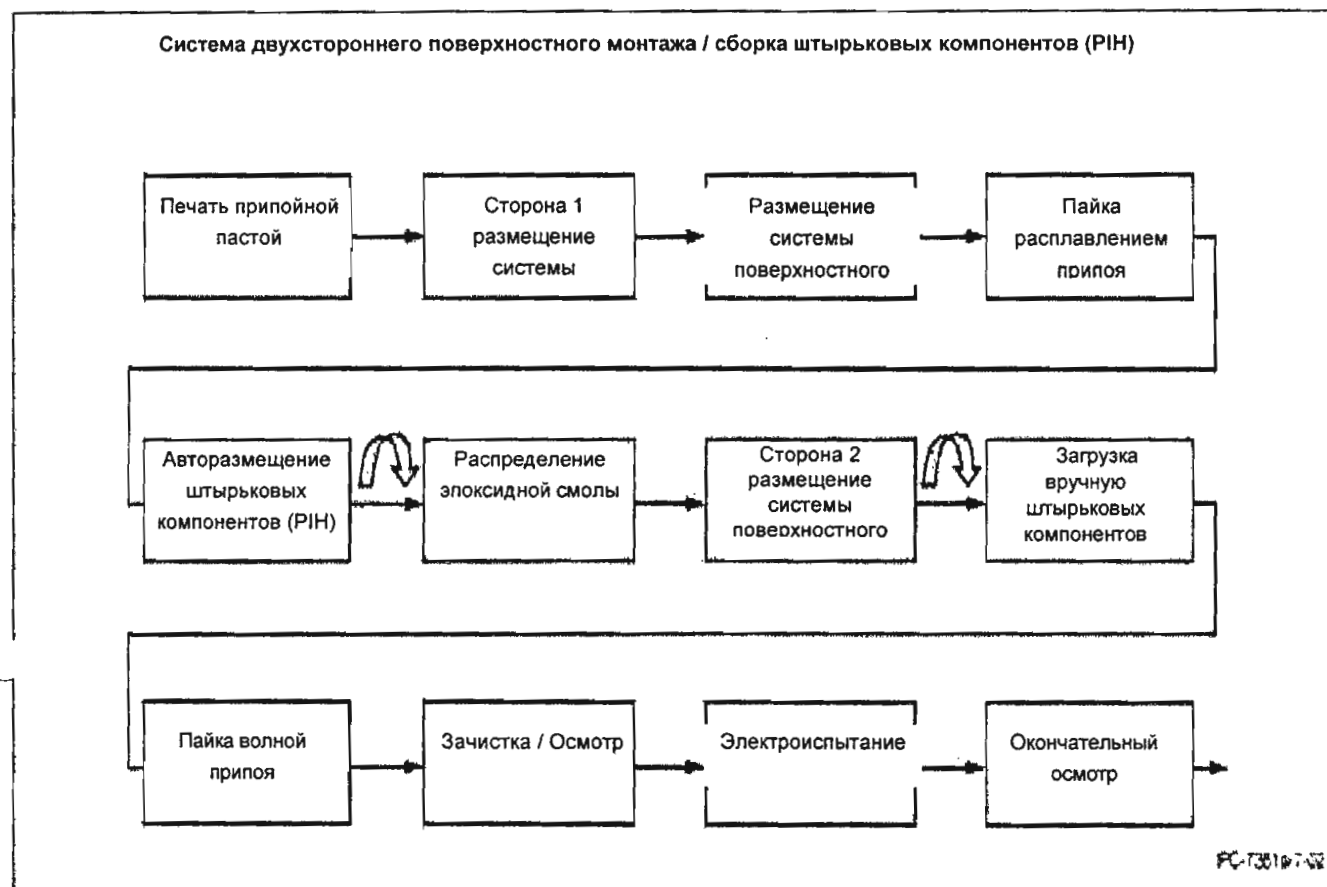 Система двухстороннего поверхностного монтажа / сборка штырьковых компонентов (PIH)
Печать припойной
пастой
Сторона 1
размещение
системы
Размещение
системы
поверхностного
Пайка
расплавлением
припоя
Авторазмещение
штырьковых
компонентов (PIH)
Распределение
эпоксидной смолы
Сторона 2
размещение
системы
поверхностного
Загрузка
вручную
штырьковых
компонентов
Пайка волной
припоя
Зачистка / Осмотр
Электроиспытание
Окончательный
осмотр